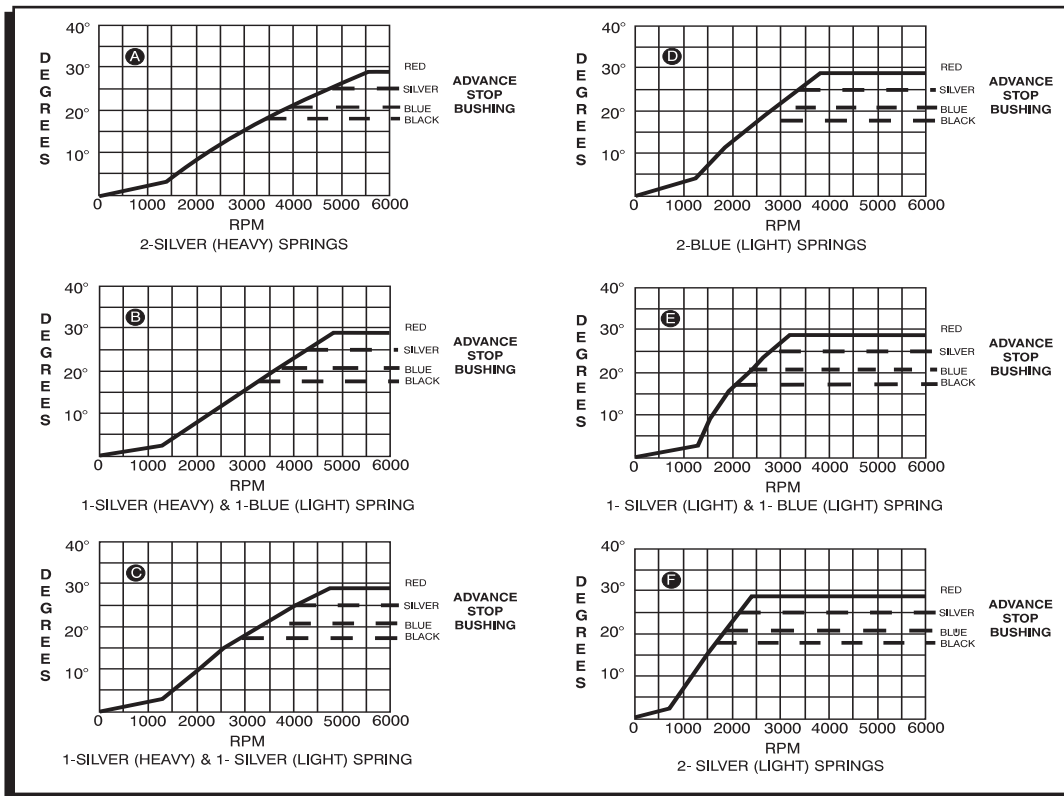 A
DEGREES
40°
30°
20°
10°
0 1000 2000 3000 4000 5000 6000
RPM
RED
SILVER
BLUE
BLACK
ADVANCE
STOP
BUSHING
2-SILVER (HEAVY) SPRINGS
D
DEGREES
40°
30°
20°
10°
0 1000 2000 3000 4000 5000 6000
RPM
RED
SILVER
BLUE
BLACK
ADVANCE
STOP
BUSHING
2-BLUE (LIGHT) SPRINGS
B
DEGREES
40°
30°
20°
10°
0 1000 2000 3000 4000 5000 6000
RPM
RED
SILVER
BLUE
BLACK
ADVANCE
STOP
BUSHING
1-SILVER (HEAVY) & 1-BLUE (LIGHT) SPRING
E
DEGREES
40°
30°
20°
10°
0 1000 2000 3000 4000 5000 6000
RPM
RED
SILVER
BLUE
BLACK
ADVANCE
STOP
BUSHING
1- SILVER (LIGHT) & 1- BLUE (LIGHT) SPRING
C
DEGREES
40°
30°
20°
10°
0 1000 2000 3000 4000 5000 6000
RPM
RED
SILVER
BLUE
BLACK
ADVANCE
STOP
BUSHING
1-SILVER (HEAVY) & 1- SILVER (LIGHT) SPRING
F
DEGREES
40°
30°
20°
10°
0 1000 2000 3000 4000 5000 6000
RPM
RED
SILVER
BLUE
BLACK
ADVANCE
STOP
BUSHING
2- SILVER (LIGHT) SPRINGS